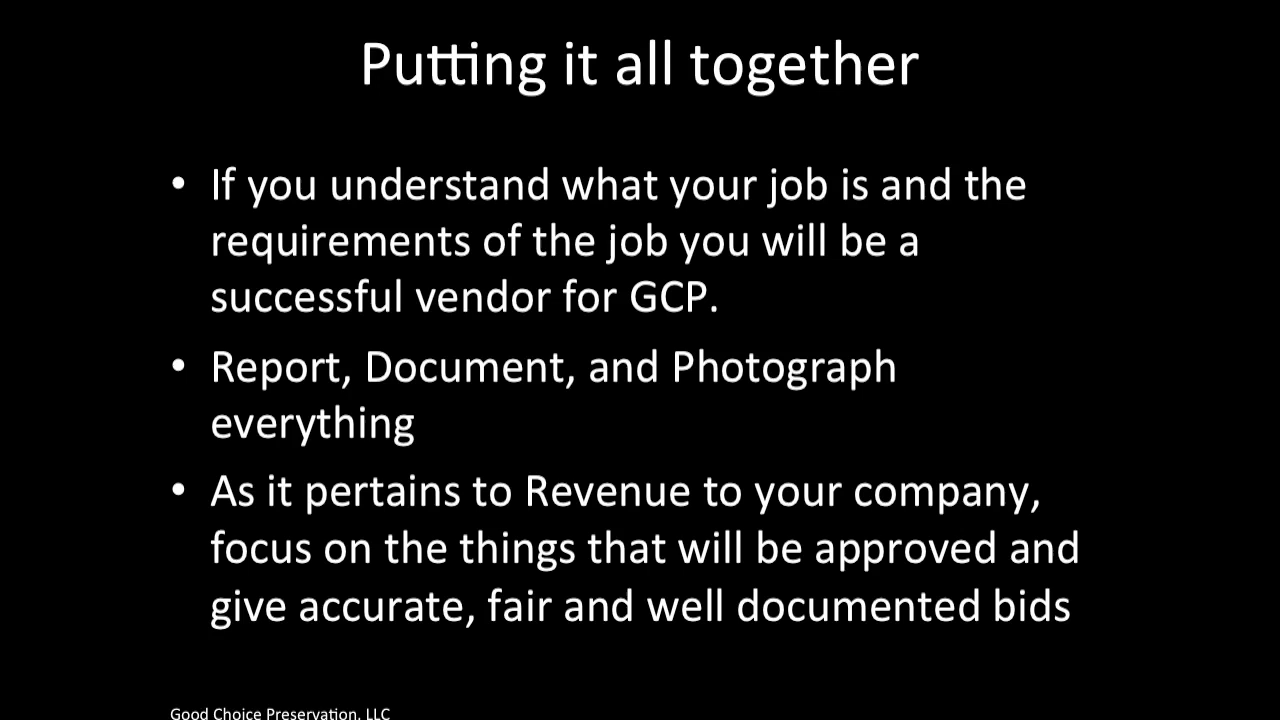 Putting it all together
• If you understand what your job is and the
requirements of the job you will be a
successful vendor for GCP.
• Report, Document, and Photograph
everything
• As it pertains to Revenue to your company,
focus on the things that will be approved and
give accurate, fair and well documented bids
Good Choice Preservation, LLC